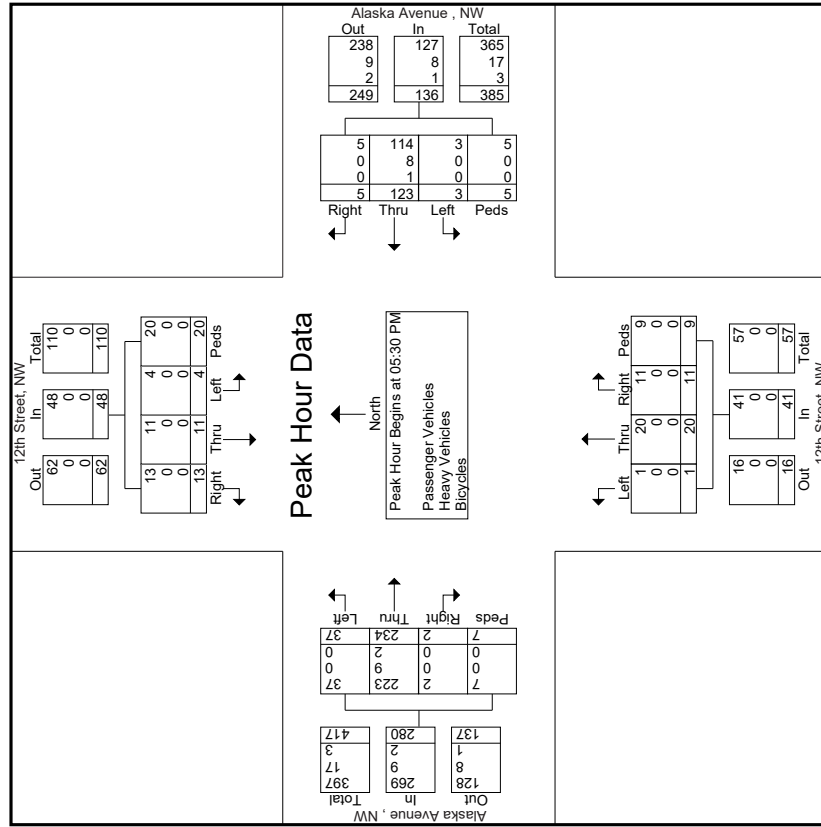 Alaska Avenue , NW
Out In Total
238 127 365
9 8 17
2 1 3
249 136 385
5 114 3 5
0 8 0 0
0 1 0 0
5 123 3 5
Right Thru Left Peds
12th Street, NW
Out In Total
62 48 110
0 0 0
0 0 0
62 48 110
13 11 4 20
0 0 0 0
0 0 0 0
13 11 4 20
Right Thru Left Peds
Peak Hour Data
North
Peak Hour Begins at 05:30 PM
Passenger Vehicles
Heavy Vehicles
Bicycles
Left Thru Right Peds
1 20 11 9
0 0 0 0
0 0 0 0
1 20 11 9
16 41 57
0 0 0
0 0 0
16 41 57
Out In Total
12th Street, NW
Left Thru Right Peds
37 234 2 7
0 2 0 0
0 9 0 0
37 223 2 7
417 280 137
3 2 1
17 9 8
397 269 128
Total In Out
Alaska Avenue , NW